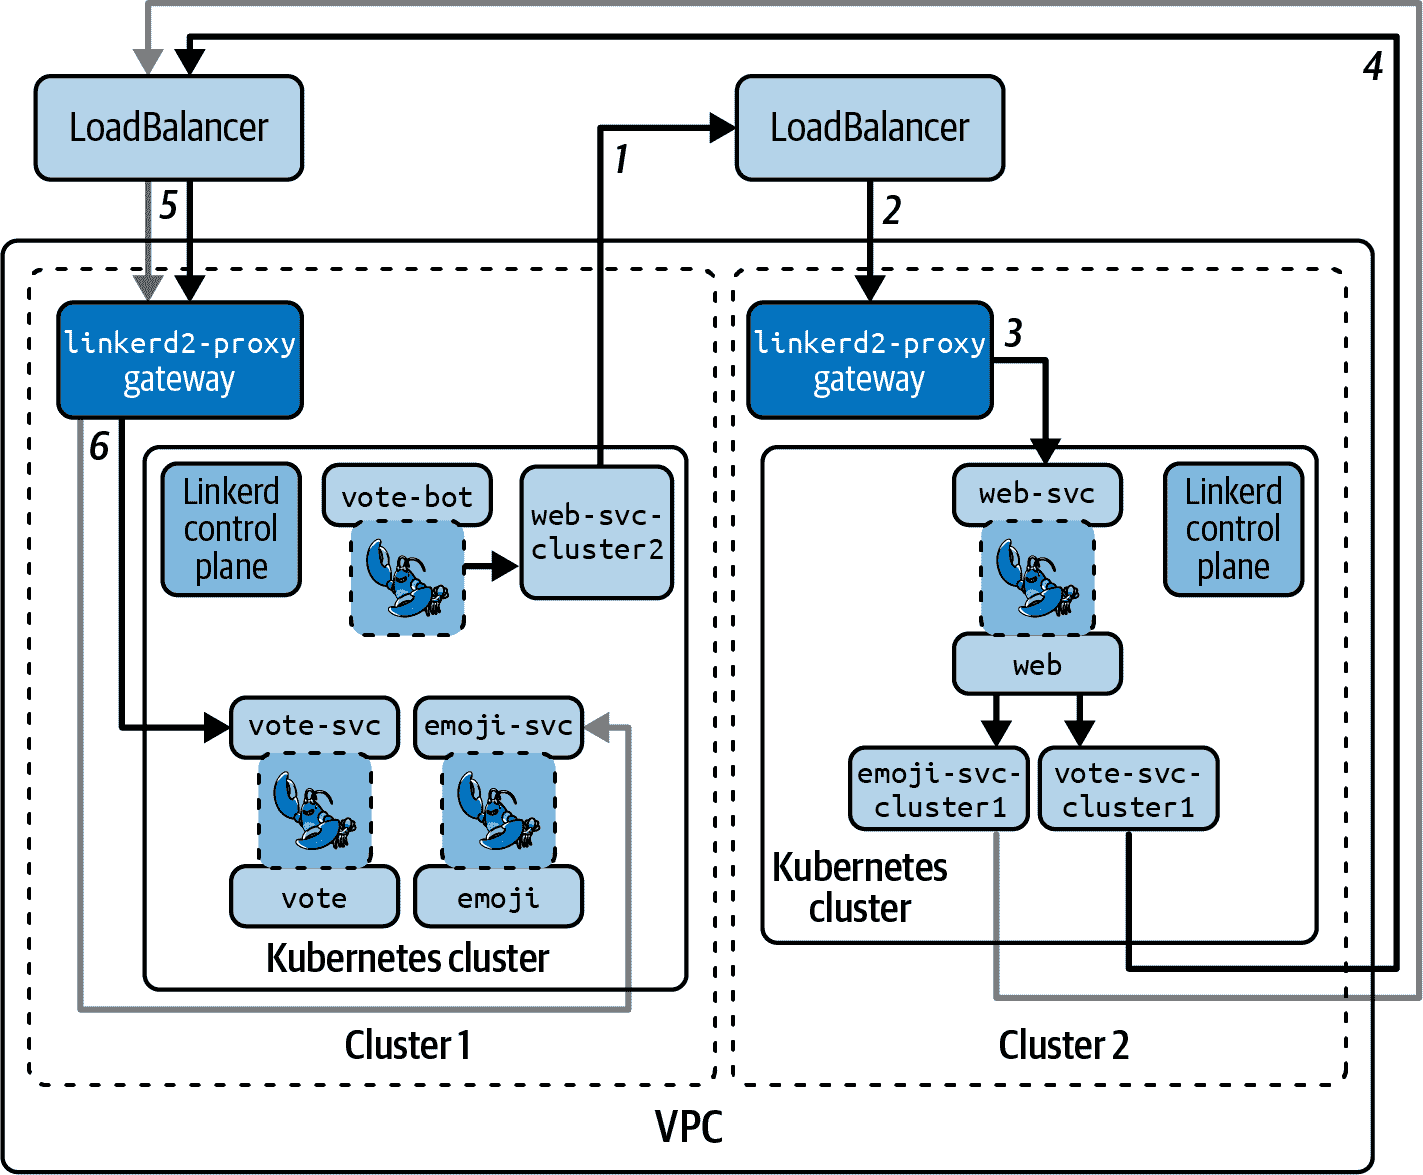 4
LoadBalancer
LoadBalancer
1
5
2
linkerd2-proxy
gateway
linkerd2-proxy
gateway
3
6
Linkerd
control
plane
vote-bot
web-svc-
cluster2
web-svc
Linkerd
control
plane
web
vote-svc
emoji-svc
emoji-svc-
cluster1
vote-svc-
cluster1
vote
emoji
Kubernetes
cluster
Kubernetes cluster
Cluster 1
Cluster 2
VPC